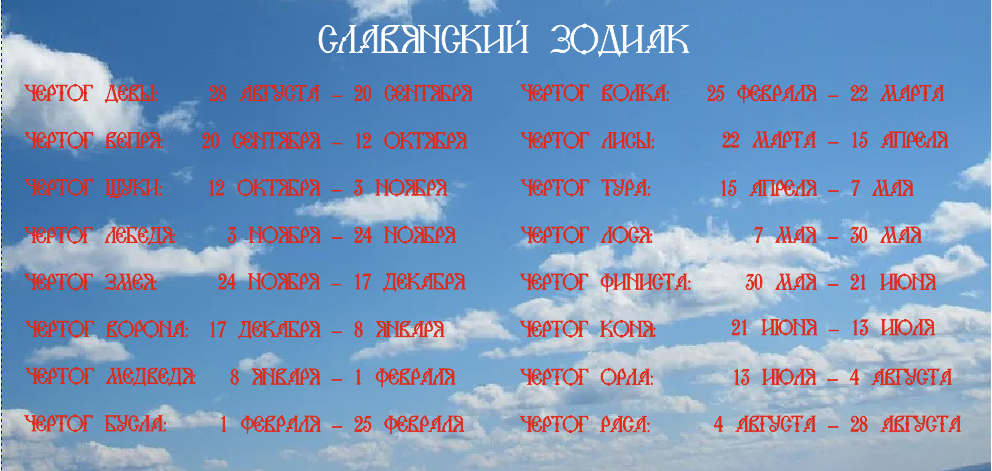 СЛАВЯНСКИЙ ЗОДИАК
ЧЕРТОГ ДЕВЫ: 28 АВГУСТА – 20 СЕНТЯБРЯ
ЧЕРТОГ ВЕПРЯ: 20 СЕНТЯБРЯ – 12 ОКТЯБРЯ
ЧЕРТОГ ЩУКИ: 12 ОКТЯБРЯ – 3 НОЯБРЯ
ЧЕРТОГ ЛЕБЕДЯ: 3 НОЯБРЯ – 24 НОЯБРЯ
ЧЕРТОГ ЗМЕЯ: 24 НОЯБРЯ – 17 ДЕКАБРЯ
ЧЕРТОГ ВОРОНА: 17 ДЕКАБРЯ – 8 ЯНВАРЯ
ЧЕРТОГ МЕДВЕДЯ: 8 ЯНВАРЯ – 1 ФЕВРАЛЯ
ЧЕРТОГ БУСЛА: 1 ФЕВРАЛЯ – 25 ФЕВРАЛЯ
ЧЕРТОГ ВОЛКА: 25 ФЕВРАЛЯ – 22 МАРТА
ЧЕРТОГ ЛИСЫ: 22 МАРТА – 15 АПРЕЛЯ
ЧЕРТОГ ТУРА: 15 АПРЕЛЯ – 7 МАЯ
ЧЕРТОГ ЛОСЯ: 7 МАЯ – 30 МАЯ
ЧЕРТОГ ФИНИСТА: 30 МАЯ – 21 ИЮНЯ
ЧЕРТОГ КОНЯ: 21 ИЮНЯ – 13 ИЮЛЯ
ЧЕРТОГ ОРЛА: 13 ИЮЛЯ – 4 АВГУСТА
ЧЕРТОГ РАСА: 4 АВГУСТА – 28 АВГУСТА